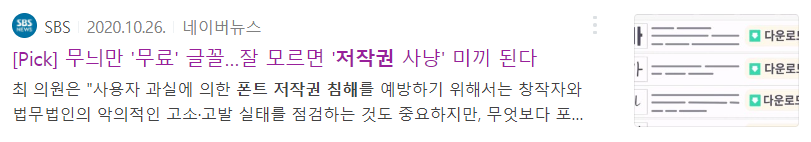 SBS NEWS SBS 2020.10.26. 네이버뉴스
[Pick] 무늬만 '무료' 글꼴...잘 모르면 '저작권 사냥' 미끼 된다
최 의원은 "사용자 과실에 의한 폰트 저작권 침해를 예방하기 위해서는 창작자와
법무법인의 악의적인 고소·고발 실태를 점검하는 것도 중요하지만, 무엇보다 포...
다운로드
다운로드
다운로드